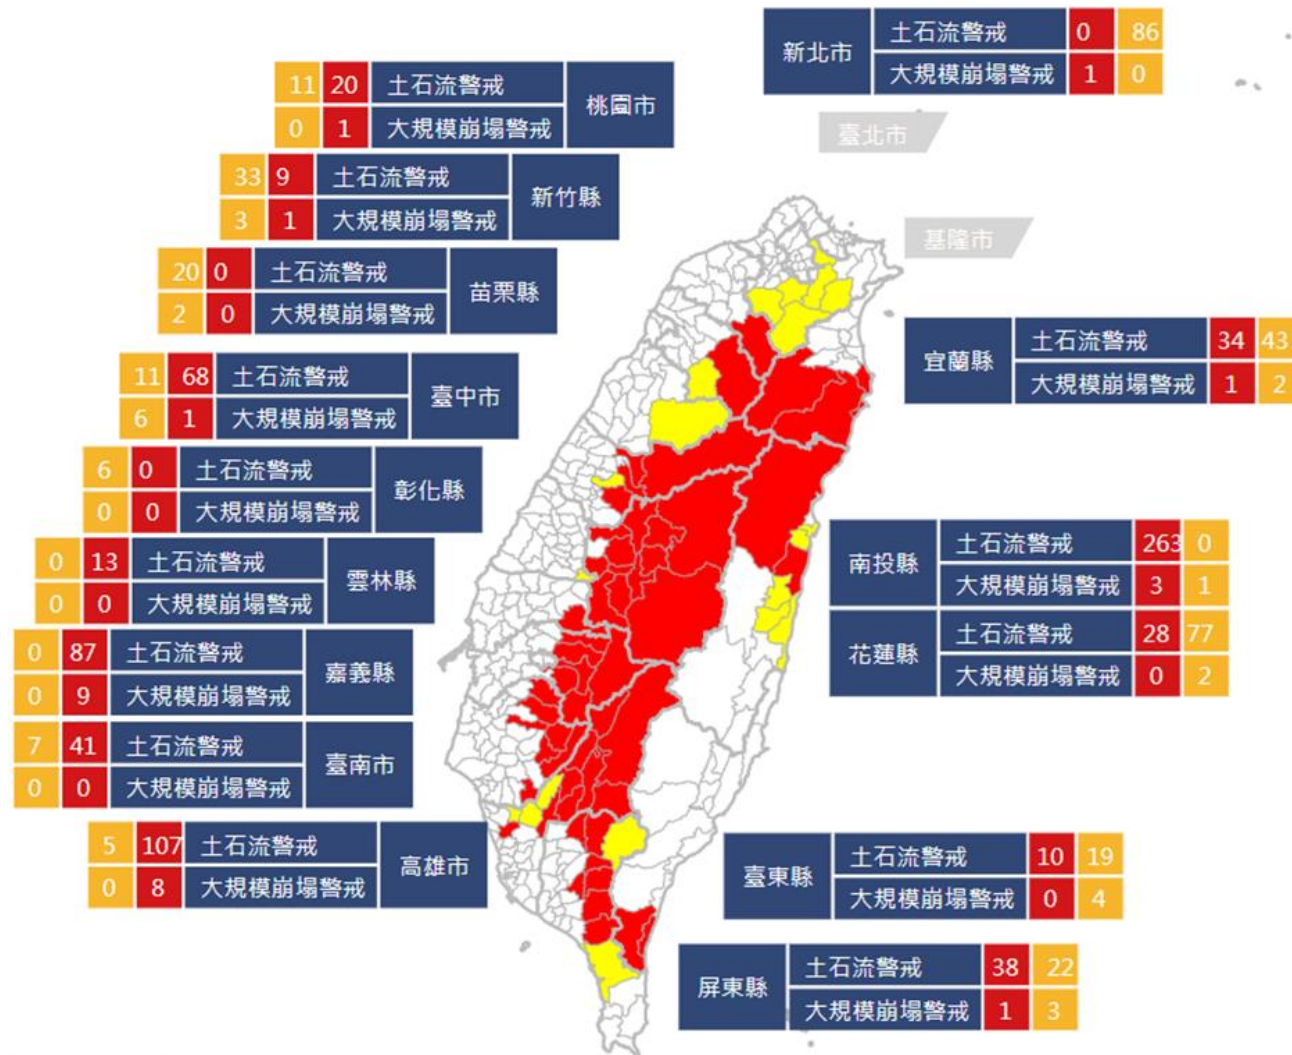 新北市 土石流警戒 0 86
大規模崩塌警戒 1 0
11 20 土石流警戒 桃園市
0 1 大規模崩塌警戒
臺北市
33 9 土石流警戒 新竹縣
3 1 大規模崩塌警戒
基隆市
20 0 土石流警戒 苗栗縣
2 0 大規模崩塌警戒
宜蘭縣 土石流警戒 34 43
大規模崩塌警戒 1 2
11 68 土石流警戒 臺中市
6 1 大規模崩塌警戒
6 0 土石流警戒 彰化縣
0 0 大規模崩塌警戒
南投縣 土石流警戒 263 0
大規模崩塌警戒 3 1
0 13 土石流警戒 雲林縣
0 0 大規模崩塌警戒
花蓮縣 土石流警戒 28 77
大規模崩塌警戒 0 2
0 87 土石流警戒 嘉義縣
0 9 大規模崩塌警戒
7 41 土石流警戒 臺南市
0 0 大規模崩塌警戒
5 107 土石流警戒 高雄市
0 8 大規模崩塌警戒
臺東縣 土石流警戒 10 19
大規模崩塌警戒 0 4
屏東縣 土石流警戒 38 22
大規模崩塌警戒 1 3